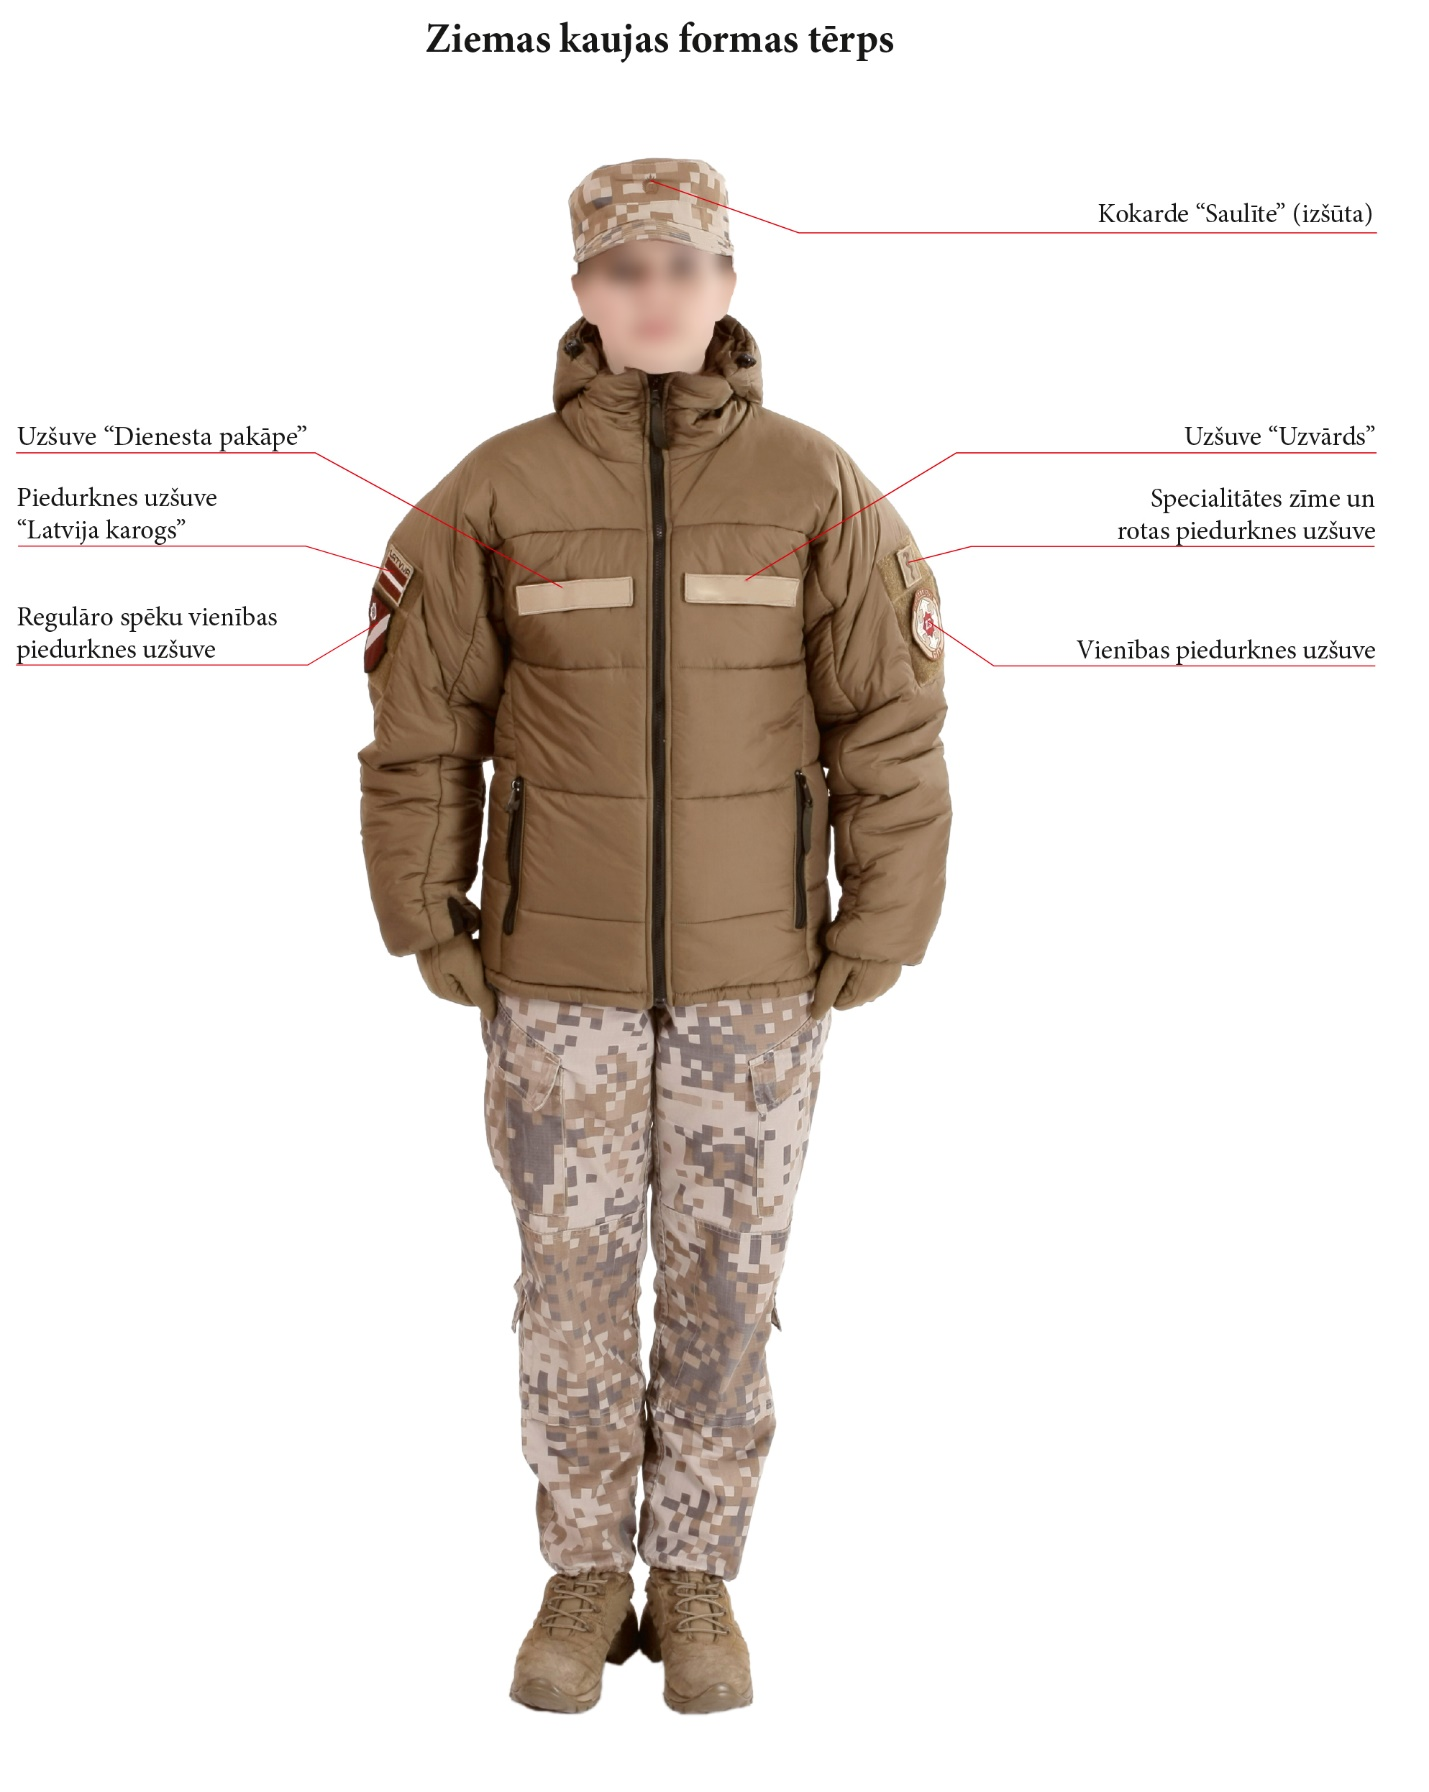 Ziemas kaujas formas tērps
Kokarde “Saulīte” (izšūta)
Uzšuve “Dienesta pakāpe”
Uzšuve “Uzvārds”
Piedurknes uzšuve
“Latvija karogs”
Specialitātes zīme un
rotas piedurknes uzšuve
LATVIJA
Regulāro spēku vienības
piedurknes uzšuve
Vienības piedurknes uzšuve